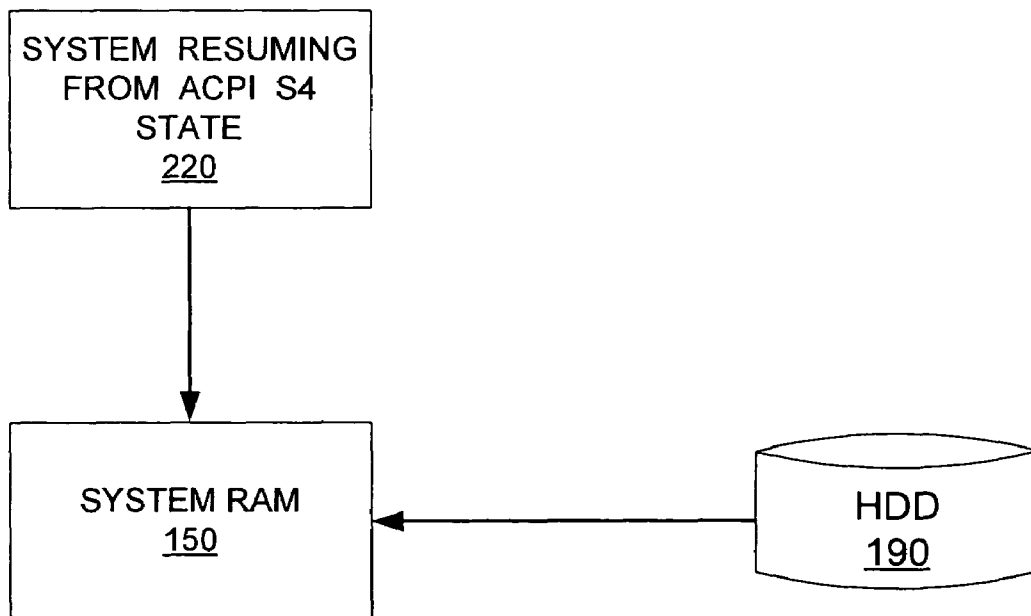 SYSTEM RESUMING
FROM ACPI S4
STATE
220
SYSTEM RAM
150
HDD
190